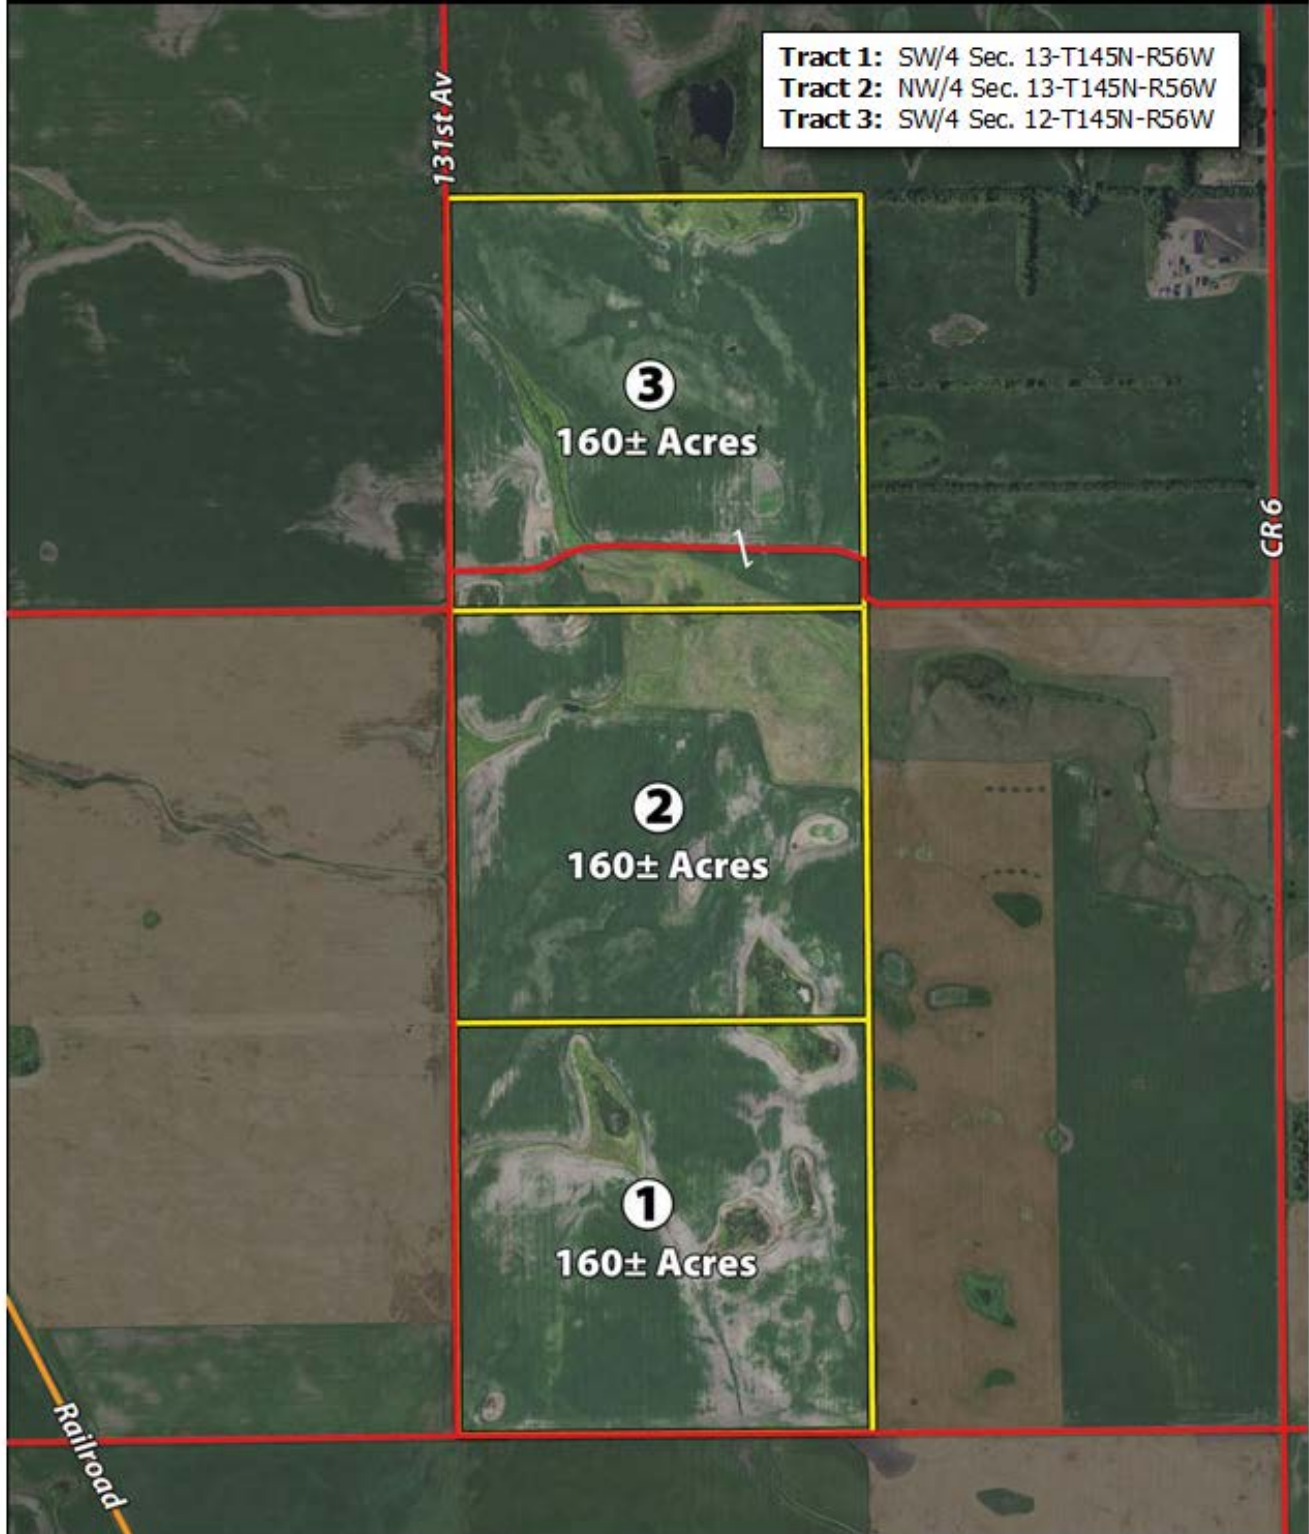 Tract 1: SW/4 Sec. 13-T145N-R56W
Tract 2: NW/4 Sec. 13-T145N-R56W
Tract 3: SW/4 Sec. 12-T145N-R56W
131st Av
3
160± Acres
CR 6
2
160± Acres
1
160± Acres
Railroad